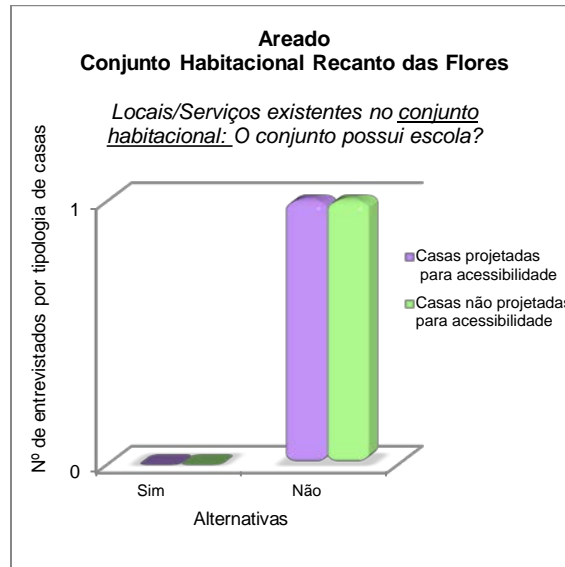 Areado
Conjunto Habitacional Recanto das Flores
Locais/Serviços existentes no conjunto
habitacional: O conjunto possui escola?
Nº de entrevistados por tipologia de casas
1
0
Sim
Não
Alternativas
Casas projetadas
para acessibilidade
Casas não projetadas
para acessibilidade